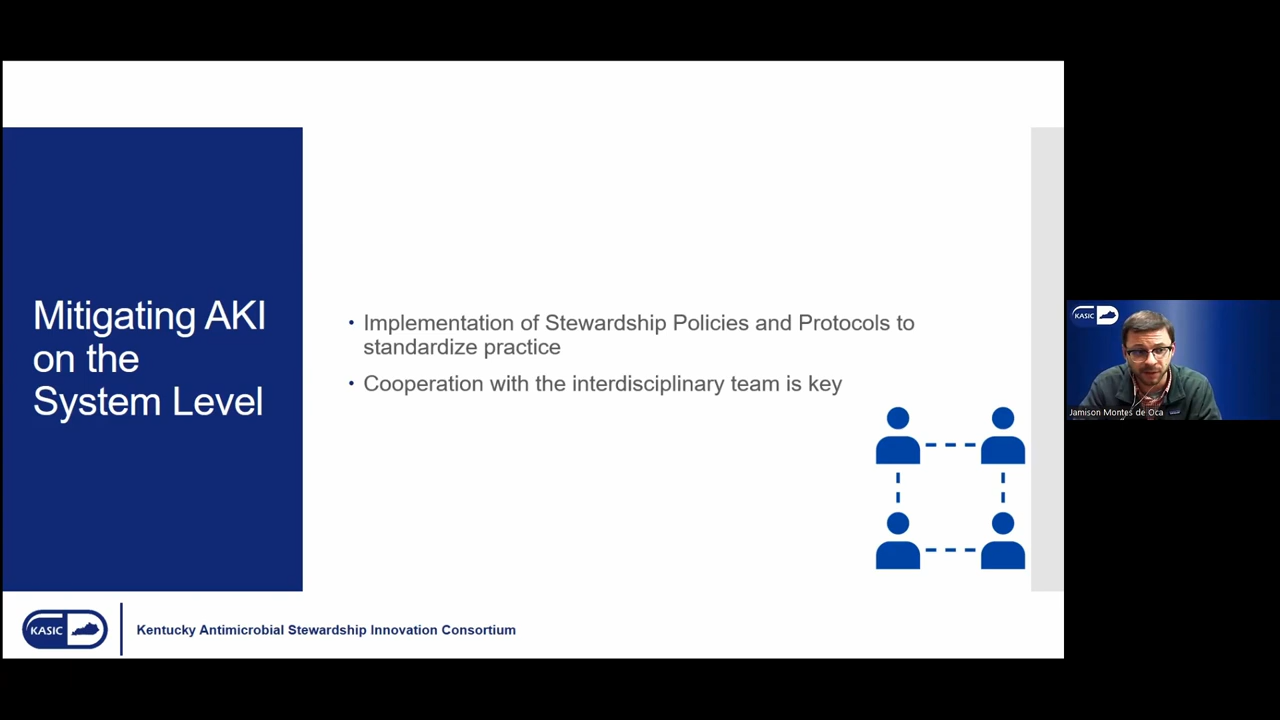 Mitigating AKI
on the
System Level
• Implementation of Stewardship Policies and Protocols to
standardize practice
• Cooperation with the interdisciplinary team is key
KASIC
Kentucky Antimicrobial Stewardship Innovation Consortium
KASIC
Jamison Montes de Oca